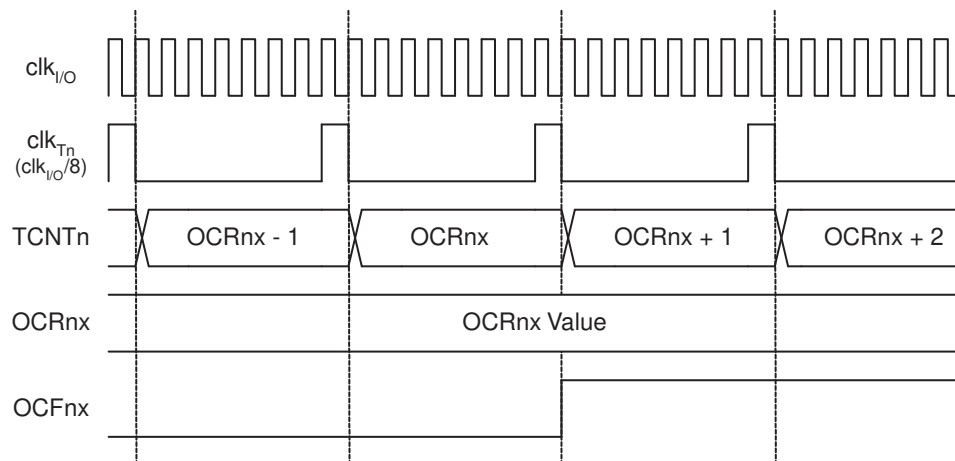 clkI/O
clkTn
(clkI/O/8)
TCNTn OCRnx - 1 OCRnx OCRnx + 1 OCRnx + 2
OCRnx OCRnx Value
OCFnx